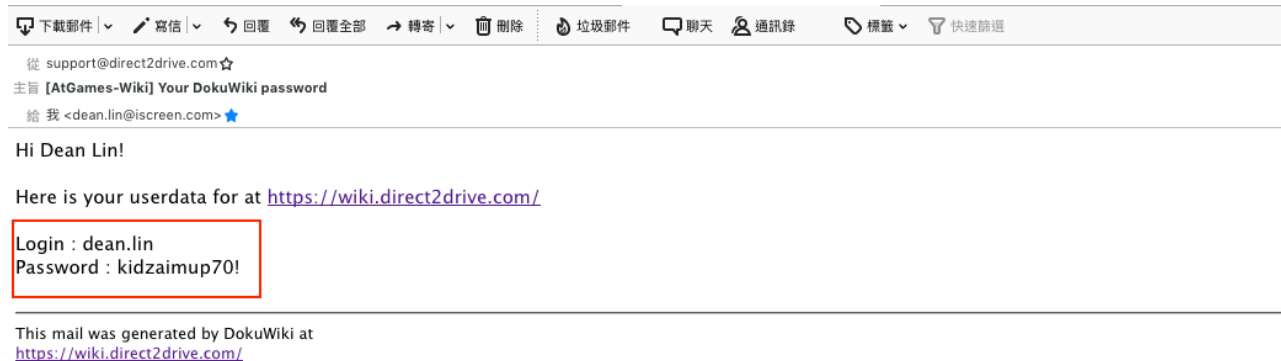 下載郵件 寫信 回覆 回覆全部 轉寄 刪除 垃圾郵件 聊天 通訊錄 標籤 快速篩選
從 support@direct2drive.com
主旨 [AtGames-Wiki] Your DokuWiki password
給 我 <dean.lin@iscreen.com>
Hi Dean Lin!
Here is your userdata for at https://wiki.direct2drive.com/
Login : dean.lin
Password : kidzaimup70!
This mail was generated by DokuWiki at
https://wiki.direct2drive.com/